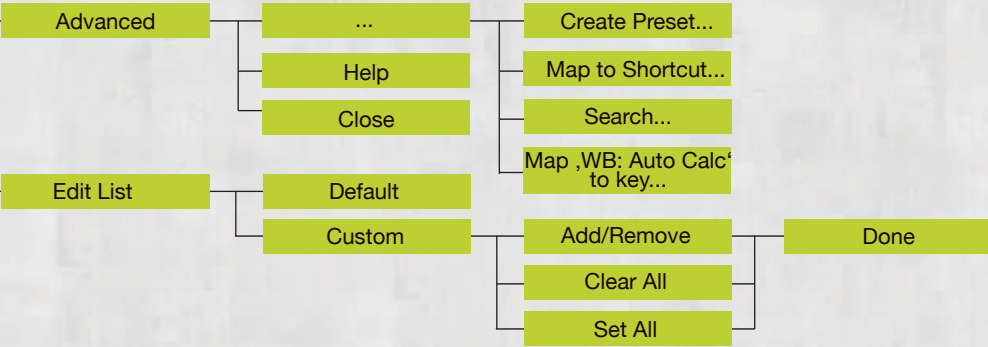 Advanced
...
Create Preset...
Help
Map to Shortcut...
Close
Search...
Map ‚WB: Auto Calc‘
to key...
Edit List
Default
Custom
Add/Remove
Done
Clear All
Set All